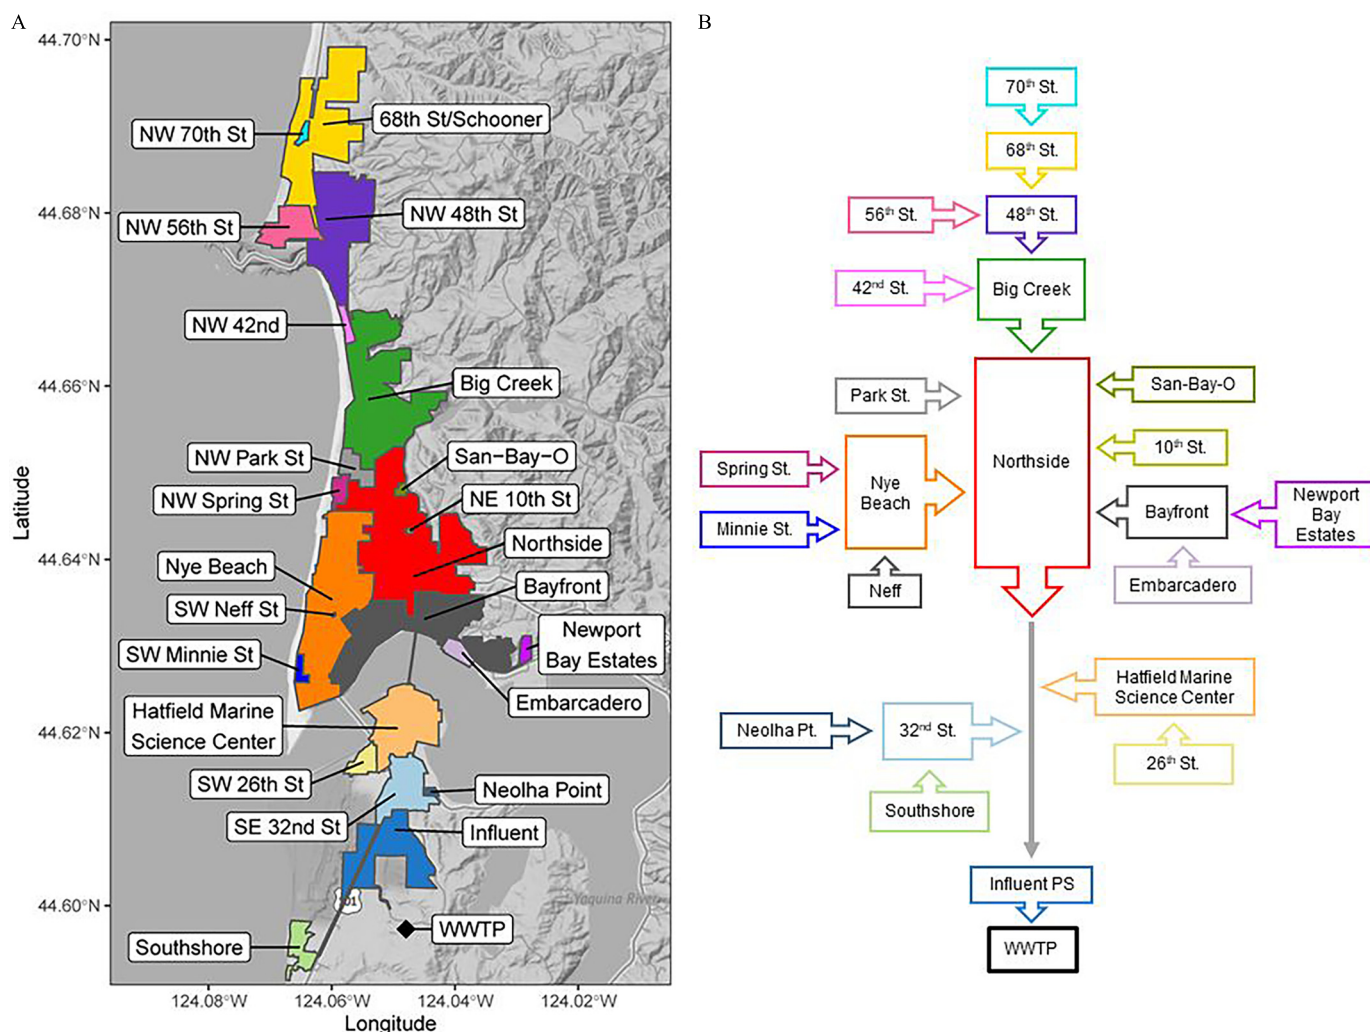 A
B
44.70°N
44.68°N
44.66°N
44.64°N
44.62°N
44.60°N
Latitude
NW 70th St
68th St/Schooner
NW 56th St
NW 48th St
NW 42nd
Big Creek
NW Park St
San−Bay−O
NW Spring St
NE 10th St
Northside
Nye Beach
Bayfront
SW Neff St
Newport
Bay Estates
SW Minnie St
Embarcadero
Hatfield Marine
Science Center
SW 26th St
Neolha Point
SE 32nd St
Influent
101
Yaquina River
WWTP
Southshore
124.08°W
124.06°W
124.04°W
124.02°W
Longitude
70th St.
68th St.
56th St.
48th St.
42nd St.
Big Creek
Park St.
San-Bay-O
Northside
10th St.
Spring St.
Nye
Beach
Minnie St.
Bayfront
Newport
Bay
Estates
Neff
Embarcadero
Hatfield Marine
Science Center
Neolha Pt.
32nd St.
26th St.
Southshore
Influent PS
WWTP